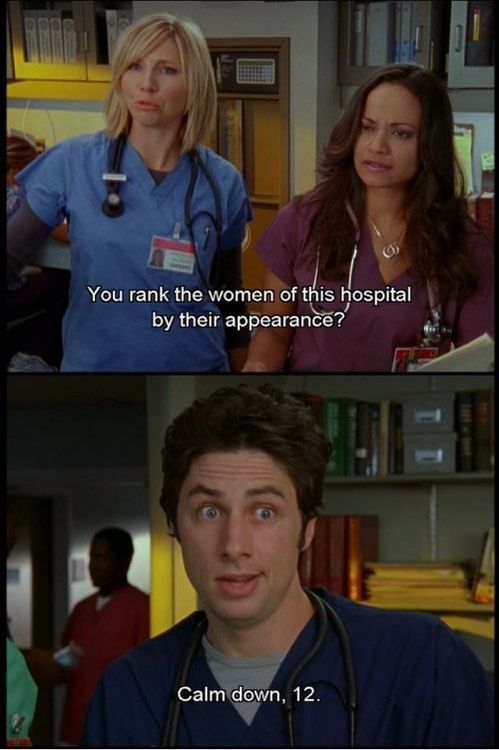 You rank the women of this hospital
by their appearance?
Calm down, 12.